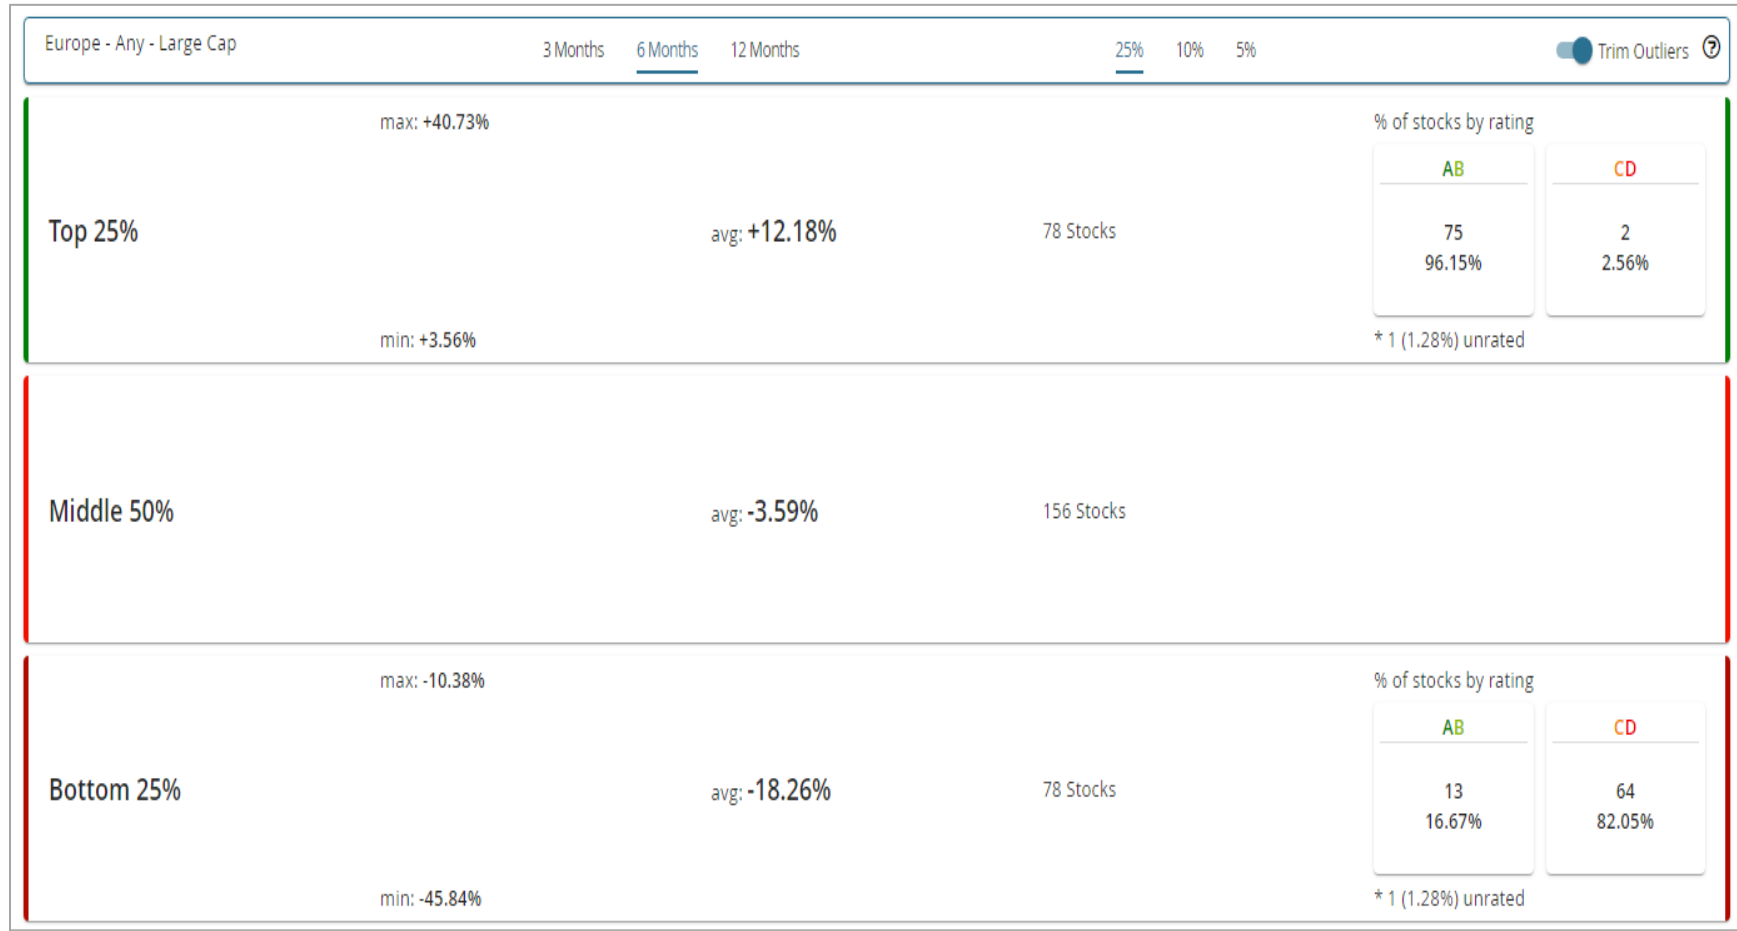 Europe - Any - Large Cap
3 Months 6 Months 12 Months
25% 10% 5%
Trim Outliers ?
Top 25%
max: +40.73%
avg: +12.18%
min: +3.56%
78 Stocks
% of stocks by rating
AB CD
75 2
96.15% 2.56%
* 1 (1.28%) unrated
Middle 50%
avg: -3.59%
156 Stocks
Bottom 25%
max: -10.38%
avg: -18.26%
min: -45.84%
78 Stocks
% of stocks by rating
AB CD
13 64
16.67% 82.05%
* 1 (1.28%) unrated